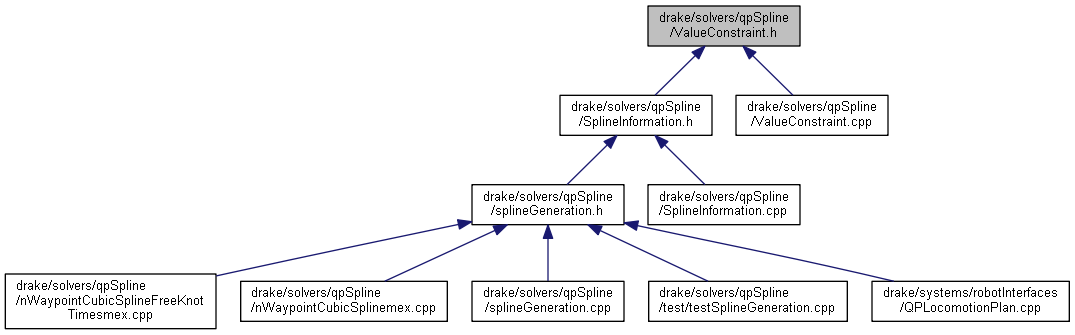 drake/solvers/qpSpline
/ValueConstraint.h
drake/solvers/qpSpline
/SplineInformation.h
drake/solvers/qpSpline
/ValueConstraint.cpp
drake/solvers/qpSpline
/splineGeneration.h
drake/solvers/qpSpline
/SplineInformation.cpp
drake/solvers/qpSpline
/nWaypointCubicSplineFreeKnot
Timesmex.cpp
drake/solvers/qpSpline
/nWaypointCubicSplinemex.cpp
drake/solvers/qpSpline
/splineGeneration.cpp
drake/solvers/qpSpline
/test/testSplineGeneration.cpp
drake/systems/robotInterfaces
/QPLocomotionPlan.cpp